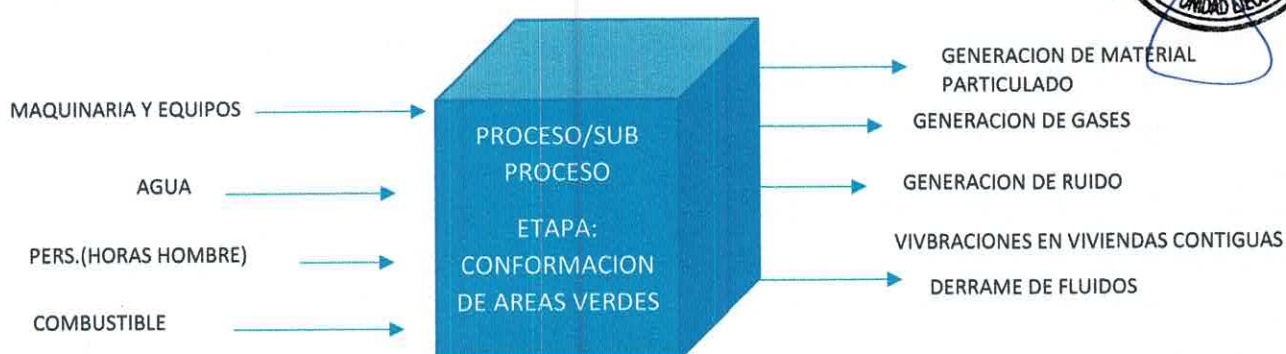 UNIDAD
MAQUINARIA Y EQUIPOS
AGUA
PERS.(HORAS HOMBRE)
COMBUSTIBLE
PROCESO/SUB
PROCESO
ETAPA:
CONFORMACION
DE AREAS VERDES
GENERACION DE MATERIAL
PARTICULADO
GENERACION DE GASES
GENERACION DE RUIDO
VIVBRACIONES EN VIVIENDAS CONTIGUAS
DERRAME DE FLUIDOS